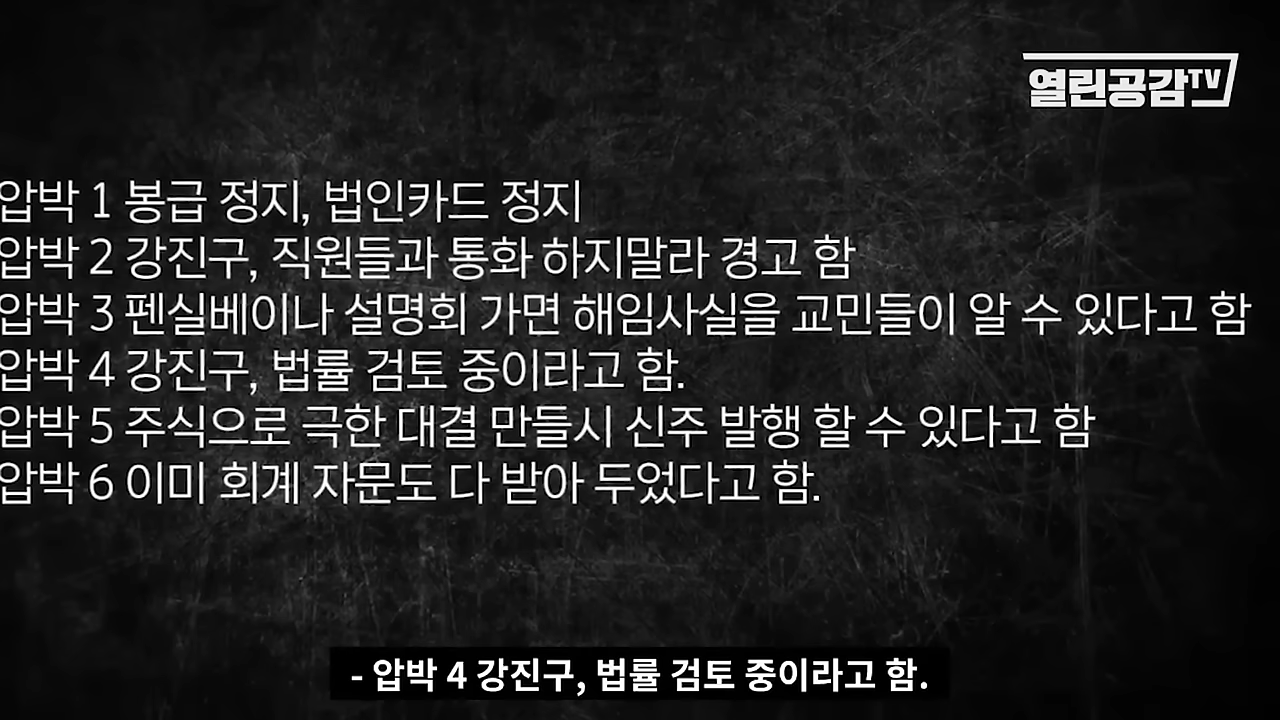 열린공감TV
압박 1 봉급 정지, 법인카드 정지
압박 2 강진구, 직원들과 통화 하지말라 경고 함
압박 3 펜실베이나 설명회 가면 해임사실을 교민들이 알 수 있다고 함
압박 4 강진구, 법률 검토 중이라고 함.
압박 5 주식으로 극한 대결 만들시 신주 발행 할 수 있다고 함
압박 6 이미 회계 자문도 다 받아 두었다고 함.
- 압박 4 강진구, 법률 검토 중이라고 함.